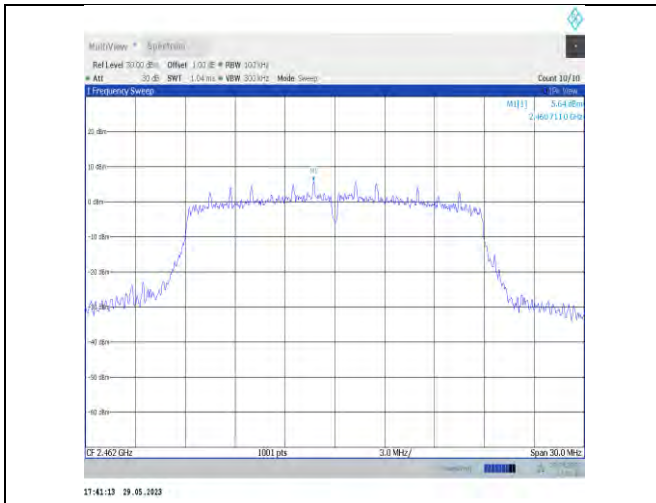 MultiView Spectrum
Ref Level 30.00 dBm Offset 1.00 dB RBW 100 kHz
Att 30 dB SWT 1.04 ms VBW 300 kHz Mode Sweep Count 10/10
1 Frequency Sweep 1Pk View
M1[1] 5.64 dBm
2.4607110 GHz
20 dBm
10 dBm
M1
0 dBm
-10 dBm
-20 dBm
-30 dBm
-40 dBm
-50 dBm
-60 dBm
CF 2.462 GHz 1001 pts 3.0 MHz/ Span 30.0 MHz
17:41:13 29.05.2023